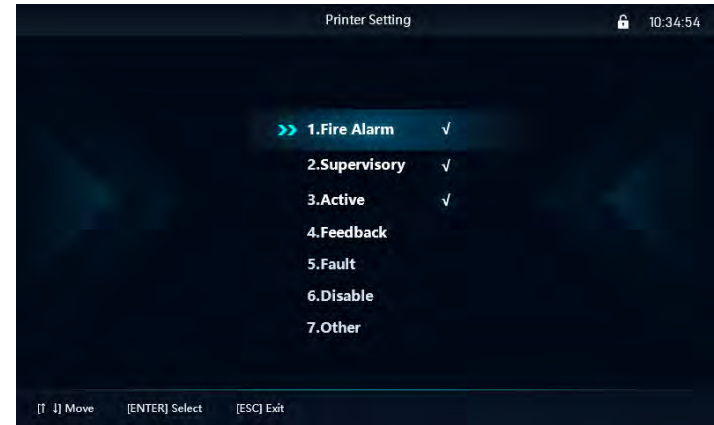 Printer Setting 10:34:54
>> 1.Fire Alarm √
2.Supervisory √
3.Active √
4.Feedback
5.Fault
6.Disable
7.Other
[↑ ↓] Move [ENTER] Select [ESC] Exit